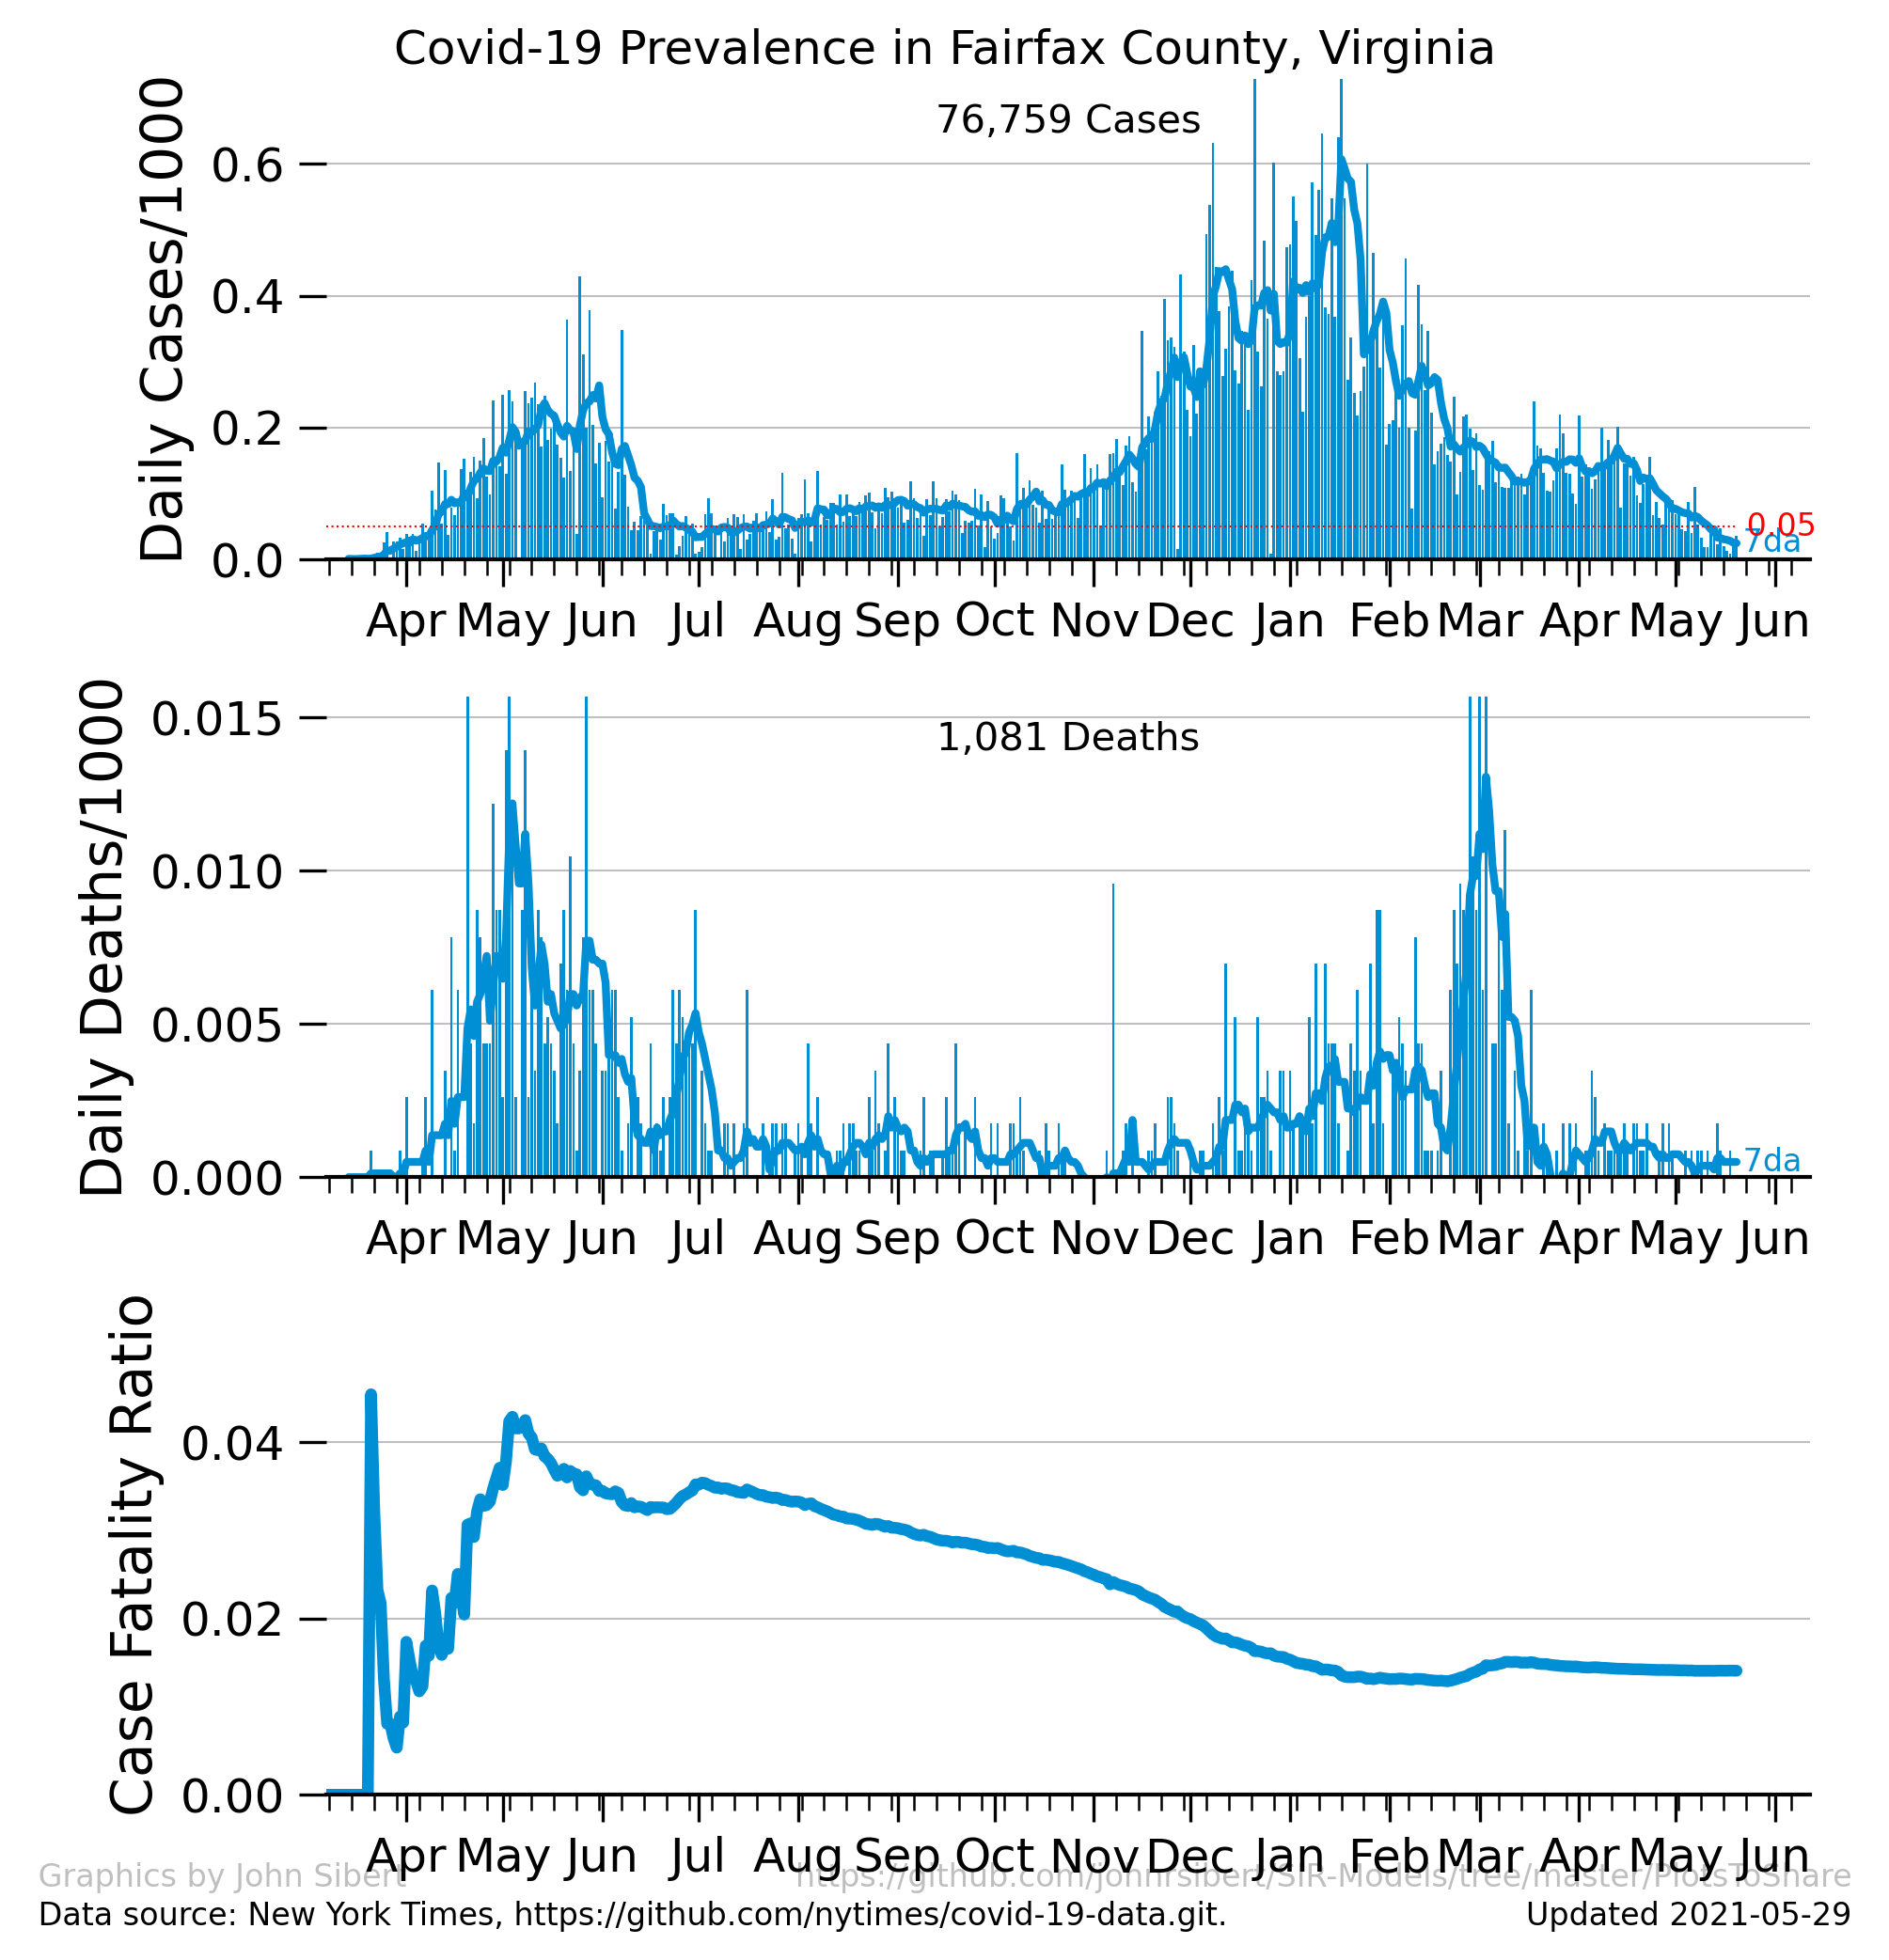 Covid-19 Prevalence in Fairfax County, Virginia
Daily Cases/1000
76,759 Cases
0.6
0.4
0.2
0.0
0.05
7da
Apr May Jun Jul Aug Sep Oct Nov Dec Jan Feb Mar Apr May Jun
Daily Deaths/1000
1,081 Deaths
0.015
0.010
0.005
0.000
7da
Apr May Jun Jul Aug Sep Oct Nov Dec Jan Feb Mar Apr May Jun
Case Fatality Ratio
0.04
0.02
0.00
Apr May Jun Jul Aug Sep Oct Nov Dec Jan Feb Mar Apr May Jun
Graphics by John Sibert https://github.com/johnrsibert/SIR-Models/tree/master/PlotsToShare
Data source: New York Times, https://github.com/nytimes/covid-19-data.git. Updated 2021-05-29